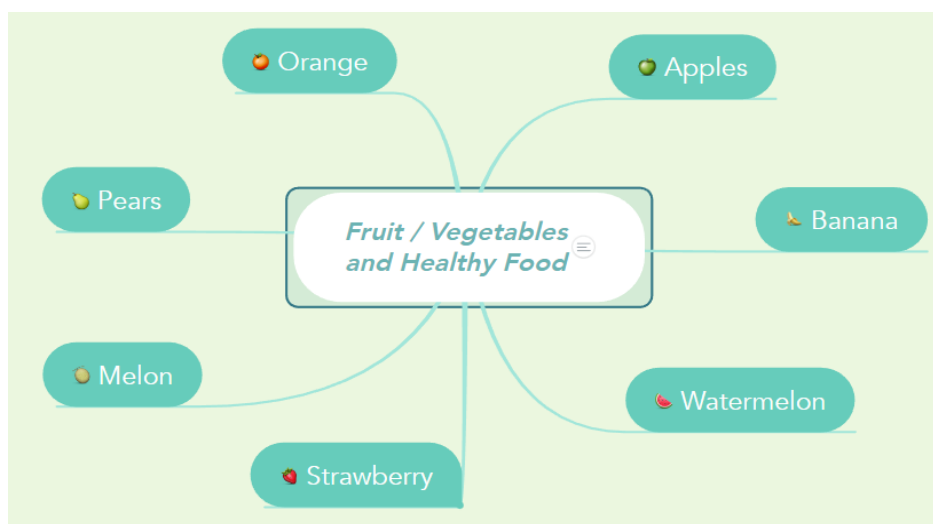 Orange
Apples
Pears
Fruit / Vegetables
and Healthy Food
Banana
Melon
Watermelon
Strawberry